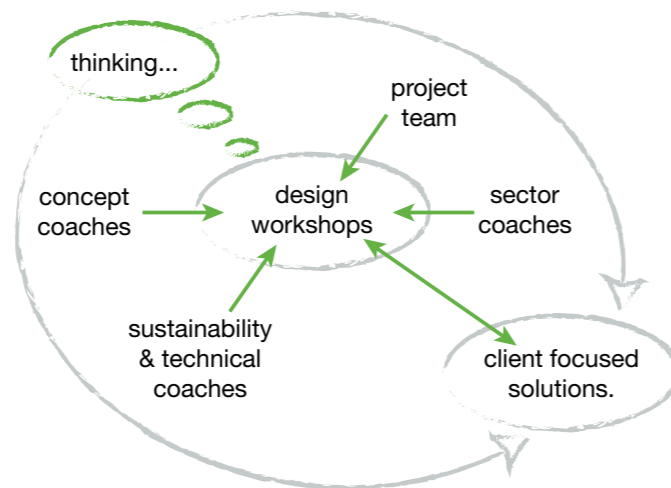 thinking...
project
team
concept
coaches
design
workshops
sector
coaches
sustainability
& technical
coaches
client focused
solutions.